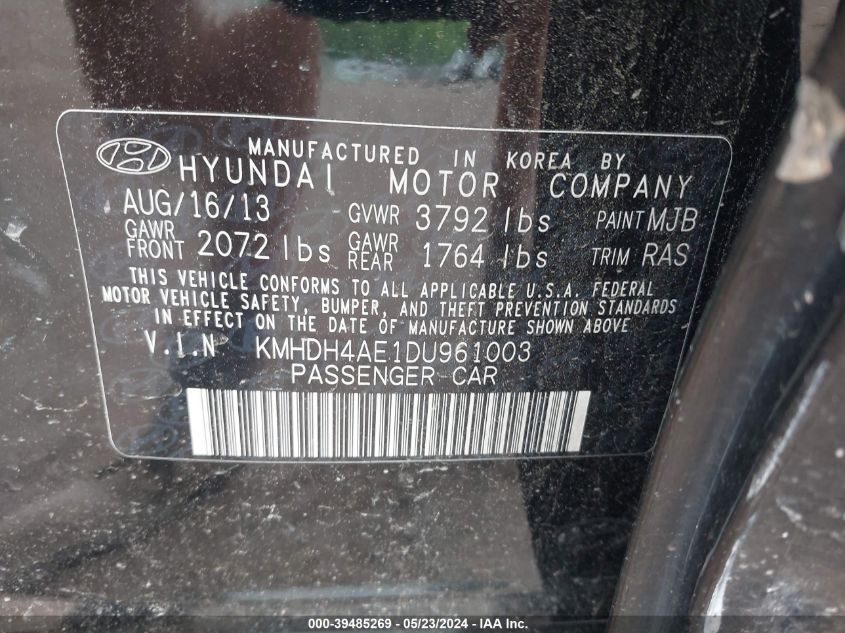 MANUFACTURED IN KOREA BY
HYUNDAI MOTOR COMPANY
AUG/16/13 GVWR 3792 lbs PAINT MJB
GAWR FRONT 2072 lbs GAWR REAR 1764 lbs TRIM RAS
THIS VEHICLE CONFORMS TO ALL APPLICABLE U.S.A. FEDERAL
MOTOR VEHICLE SAFETY, BUMPER, AND THEFT PREVENTION STANDARDS
IN EFFECT ON THE DATE OF MANUFACTURE SHOWN ABOVE
V.I.N KMHDH4AE1DU961003
PASSENGER CAR
000-39485269 - 05/23/2024 - IAA Inc.